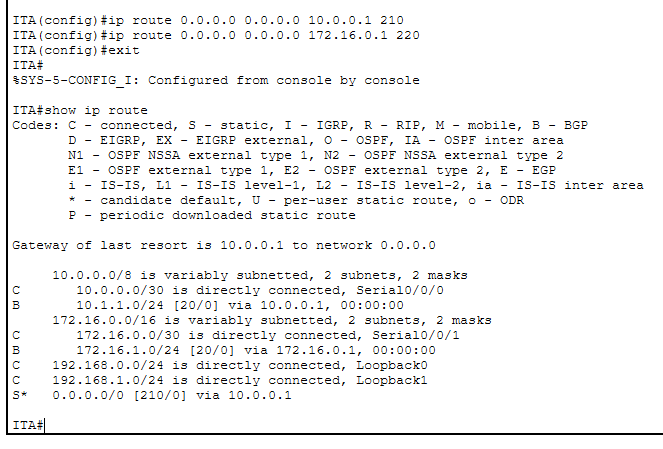 ITA(config)#ip route 0.0.0.0 0.0.0.0 10.0.0.1 210
ITA(config)#ip route 0.0.0.0 0.0.0.0 172.16.0.1 220
ITA(config)#exit
ITA#
%SYS-5-CONFIG_I: Configured from console by console

ITA#show ip route
Codes: C - connected, S - static, I - IGRP, R - RIP, M - mobile, B - BGP
       D - EIGRP, EX - EIGRP external, O - OSPF, IA - OSPF inter area
       N1 - OSPF NSSA external type 1, N2 - OSPF NSSA external type 2
       E1 - OSPF external type 1, E2 - OSPF external type 2, E - EGP
       i - IS-IS, L1 - IS-IS level-1, L2 - IS-IS level-2, ia - IS-IS inter area
       * - candidate default, U - per-user static route, o - ODR
       P - periodic downloaded static route

Gateway of last resort is 10.0.0.1 to network 0.0.0.0

     10.0.0.0/8 is variably subnetted, 2 subnets, 2 masks
C       10.0.0.0/30 is directly connected, Serial0/0/0
B       10.1.1.0/24 [20/0] via 10.0.0.1, 00:00:00
     172.16.0.0/16 is variably subnetted, 2 subnets, 2 masks
C       172.16.0.0/30 is directly connected, Serial0/0/1
B       172.16.1.0/24 [20/0] via 172.16.0.1, 00:00:00
C    192.168.0.0/24 is directly connected, Loopback0
C    192.168.1.0/24 is directly connected, Loopback1
S*   0.0.0.0/0 [210/0] via 10.0.0.1

ITA#